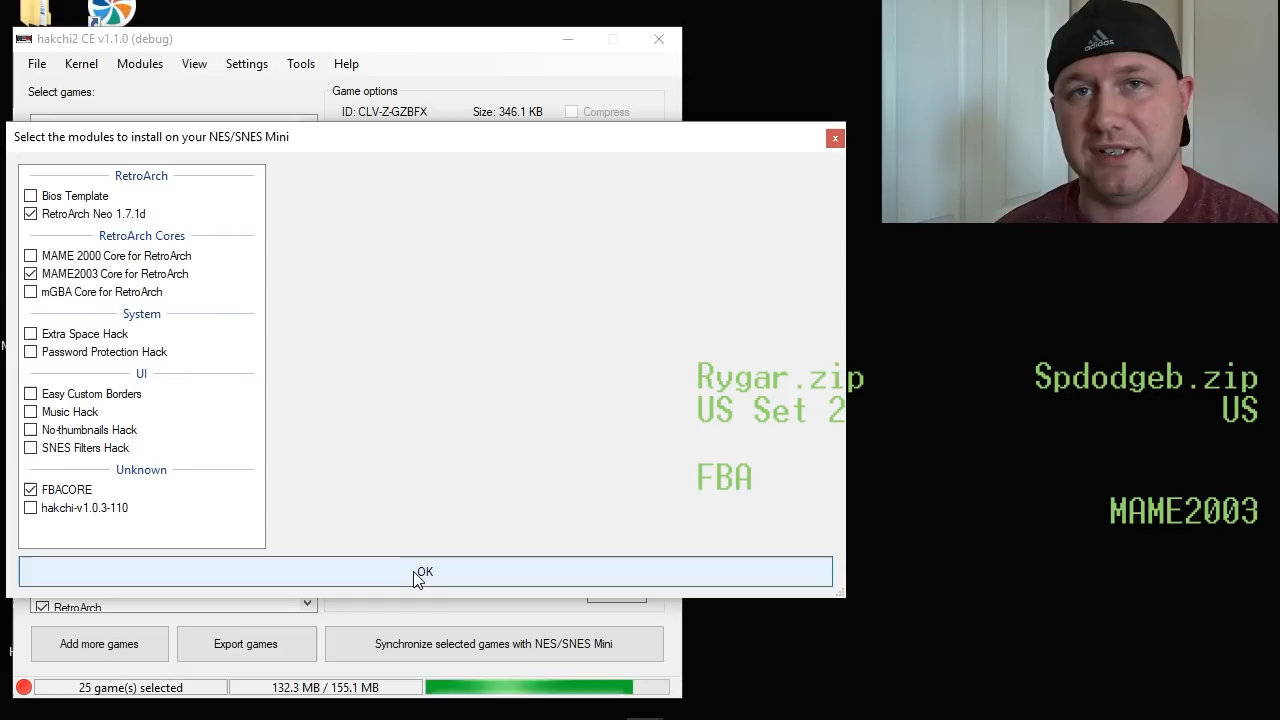 hakchi2 CE v1.1.0 (debug)
File Kernel Modules View Settings Tools Help
Select games:
Game options
ID: CLV-Z-GZBFX Size: 346.1 KB Compress
Select the modules to install on your NES/SNES Mini
x
RetroArch
Bios Template
RetroArch Neo 1.7.1d
RetroArch Cores
MAME 2000 Core for RetroArch
MAME2003 Core for RetroArch
mGBA Core for RetroArch
System
Extra Space Hack
Password Protection Hack
UI
Easy Custom Borders
Music Hack
No-thumbnails Hack
SNES Filters Hack
Unknown
FBACORE
hakchi-v1.0.3-110
OK
RetroArch
Add more games
Export games
Synchronize selected games with NES/SNES Mini
25 game(s) selected
132.3 MB / 155.1 MB
adidas
Rygar.zip
US Set 2
FBA
Spdodgeb.zip
US
MAME2003